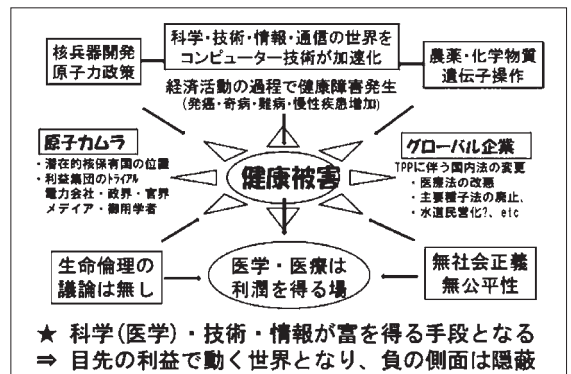 科学・技術・情報・通信の世界を
コンピューター技術が加速化
核兵器開発
原子力政策
農薬・化学物質
遺伝子操作
経済活動の過程で健康障害発生
(発癌・奇病・難病・慢性疾患増加)
原子力ムラ
・潜在的核保有国の位置
・利益集団のトライアル
電力会社・政界・官界
メデイア・御用学者
健康被害
グローバル企業
TPPに伴う国内法の変更
・医療法の改悪
・主要種子法の廃止、
・水道民営化?、etc
生命倫理の
議論は無し
医学・医療は
利潤を得る場
無社会正義
無公平性
★ 科学(医学)・技術・情報が富を得る手段となる
⇒ 目先の利益で動く世界となり、負の側面は隠蔽